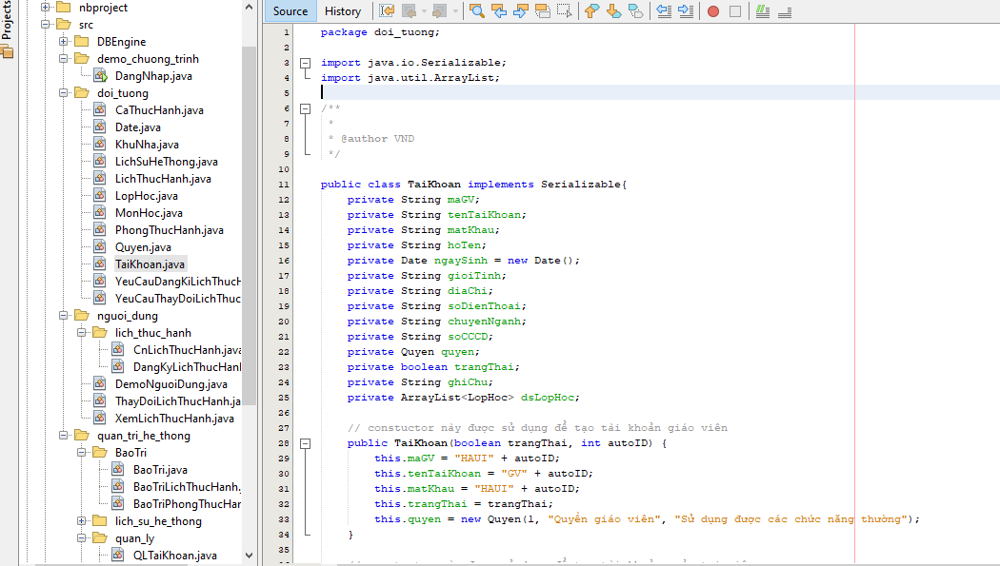 Projects
nbproject
src
DBEngine
demo_chuong_trinh
DangNhap.java
doi_tuong
CaThucHanh.java
Date.java
KhuNha.java
LichSuHeThong.java
LichThucHanh.java
LopHoc.java
MonHoc.java
PhongThucHanh.java
Quyen.java
TaiKhoan.java
YeuCauDangKiLichThucH
YeuCauThayDoiLichThuc
nguoi_dung
lich_thuc_hanh
CnLichThucHanh.java
DangKyLichThucHanh
DemoNguoiDung.java
ThayDoiLichThucHanh.ja
XemLichThucHanh.java
quan_tri_he_thong
BaoTri
BaoTri.java
BaoTriLichThucHanh.
BaoTriPhongThucHar
lich_su_he_thong
quan_ly
QLTaiKhoan.java
Source History
1 package doi_tuong;
2
3 import java.io.Serializable;
4 import java.util.ArrayList;
5
6 /**
7 *
8 * @author VND
9 */
10
11 public class TaiKhoan implements Serializable{
12 private String maGV;
13 private String tenTaiKhoan;
14 private String matKhau;
15 private String hoTen;
16 private Date ngaySinh = new Date();
17 private String gioiTinh;
18 private String diaChi;
19 private String soDienThoai;
20 private String chuyenNganh;
21 private String soCCCD;
22 private Quyen quyen;
23 private boolean trangThai;
24 private String ghiChu;
25 private ArrayList<LopHoc> dsLopHoc;
26
27 // constuctor này được sử dụng để tạo tài khoản giáo viên
28 public TaiKhoan(boolean trangThai, int autoID) {
29 this.maGV = "HAUI" + autoID;
30 this.tenTaiKhoan = "GV" + autoID;
31 this.matKhau = "HAUI" + autoID;
32 this.trangThai = trangThai;
33 this.quyen = new Quyen(1, "Quyền giáo viên", "Sử dụng được các chức năng thường");
34 }
35